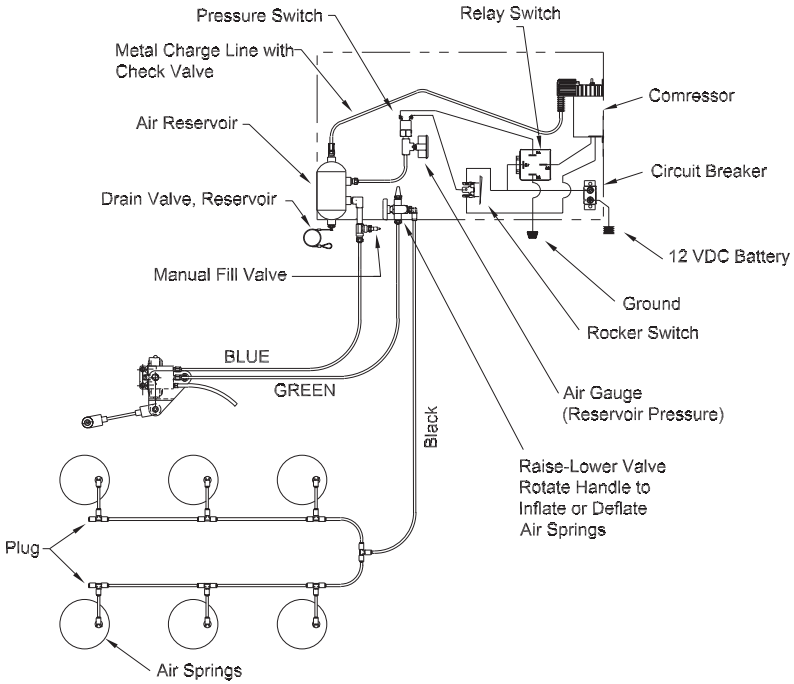 Pressure Switch
Relay Switch
Metal Charge Line with
Check Valve
Comressor
Air Reservoir
Circuit Breaker
Drain Valve, Reservoir
12 VDC Battery
Manual Fill Valve
Ground
Rocker Switch
BLUE
GREEN
Air Gauge
(Reservoir Pressure)
Black
Raise-Lower Valve
Rotate Handle to
Inflate or Deflate
Air Springs
Plug
Air Springs